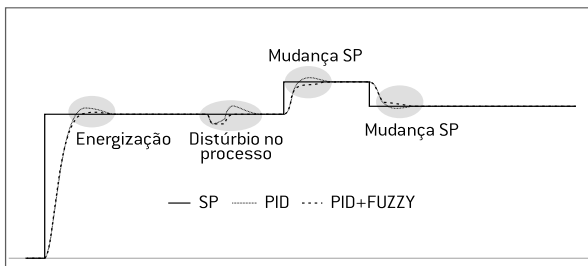 Mudança SP
Energização
Distúrbio no
processo
Mudança SP
SP PID PID+FUZZY